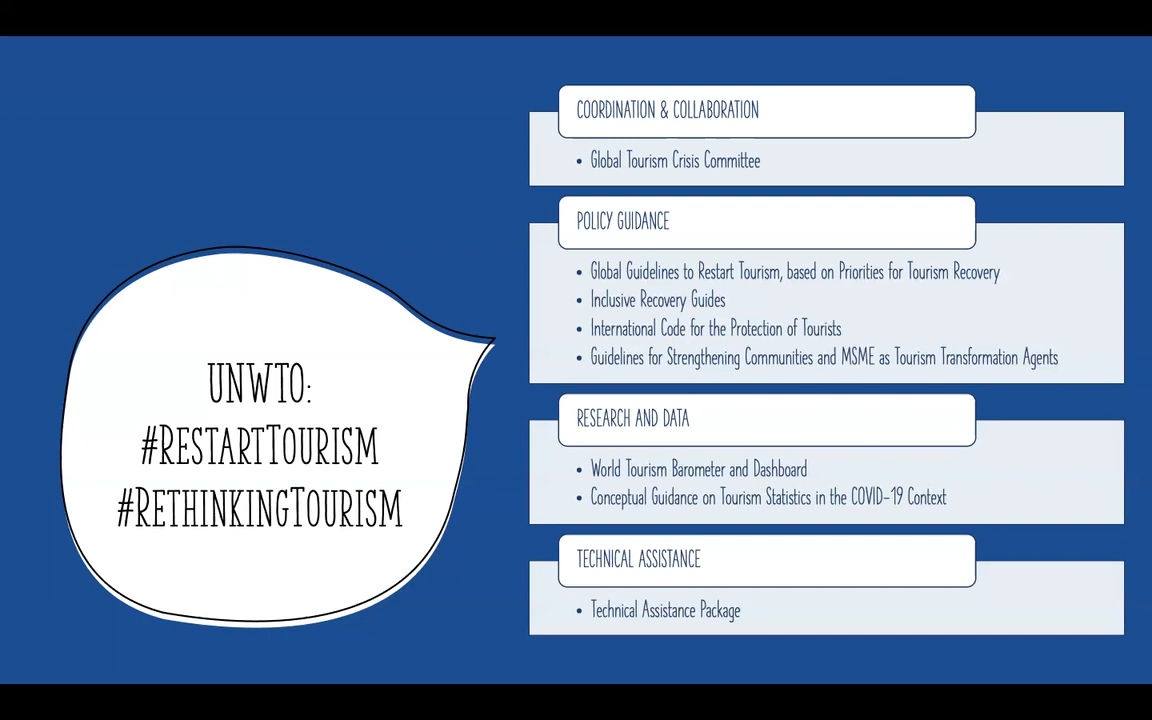 UNWTO:
#RESTARTTOURISM
#RETHINKINGTOURISM
COORDINATION & COLLABORATION
• Global Tourism Crisis Committee
POLICY GUIDANCE
• Global Guidelines to Restart Tourism, based on Priorities for Tourism Recovery
• Inclusive Recovery Guides
• International Code for the Protection of Tourists
• Guidelines for Strengthening Communities and MSME as Tourism Transformation Agents
RESEARCH AND DATA
• World Tourism Barometer and Dashboard
• Conceptual Guidance on Tourism Statistics in the COVID-19 Context
TECHNICAL ASSISTANCE
• Technical Assistance Package